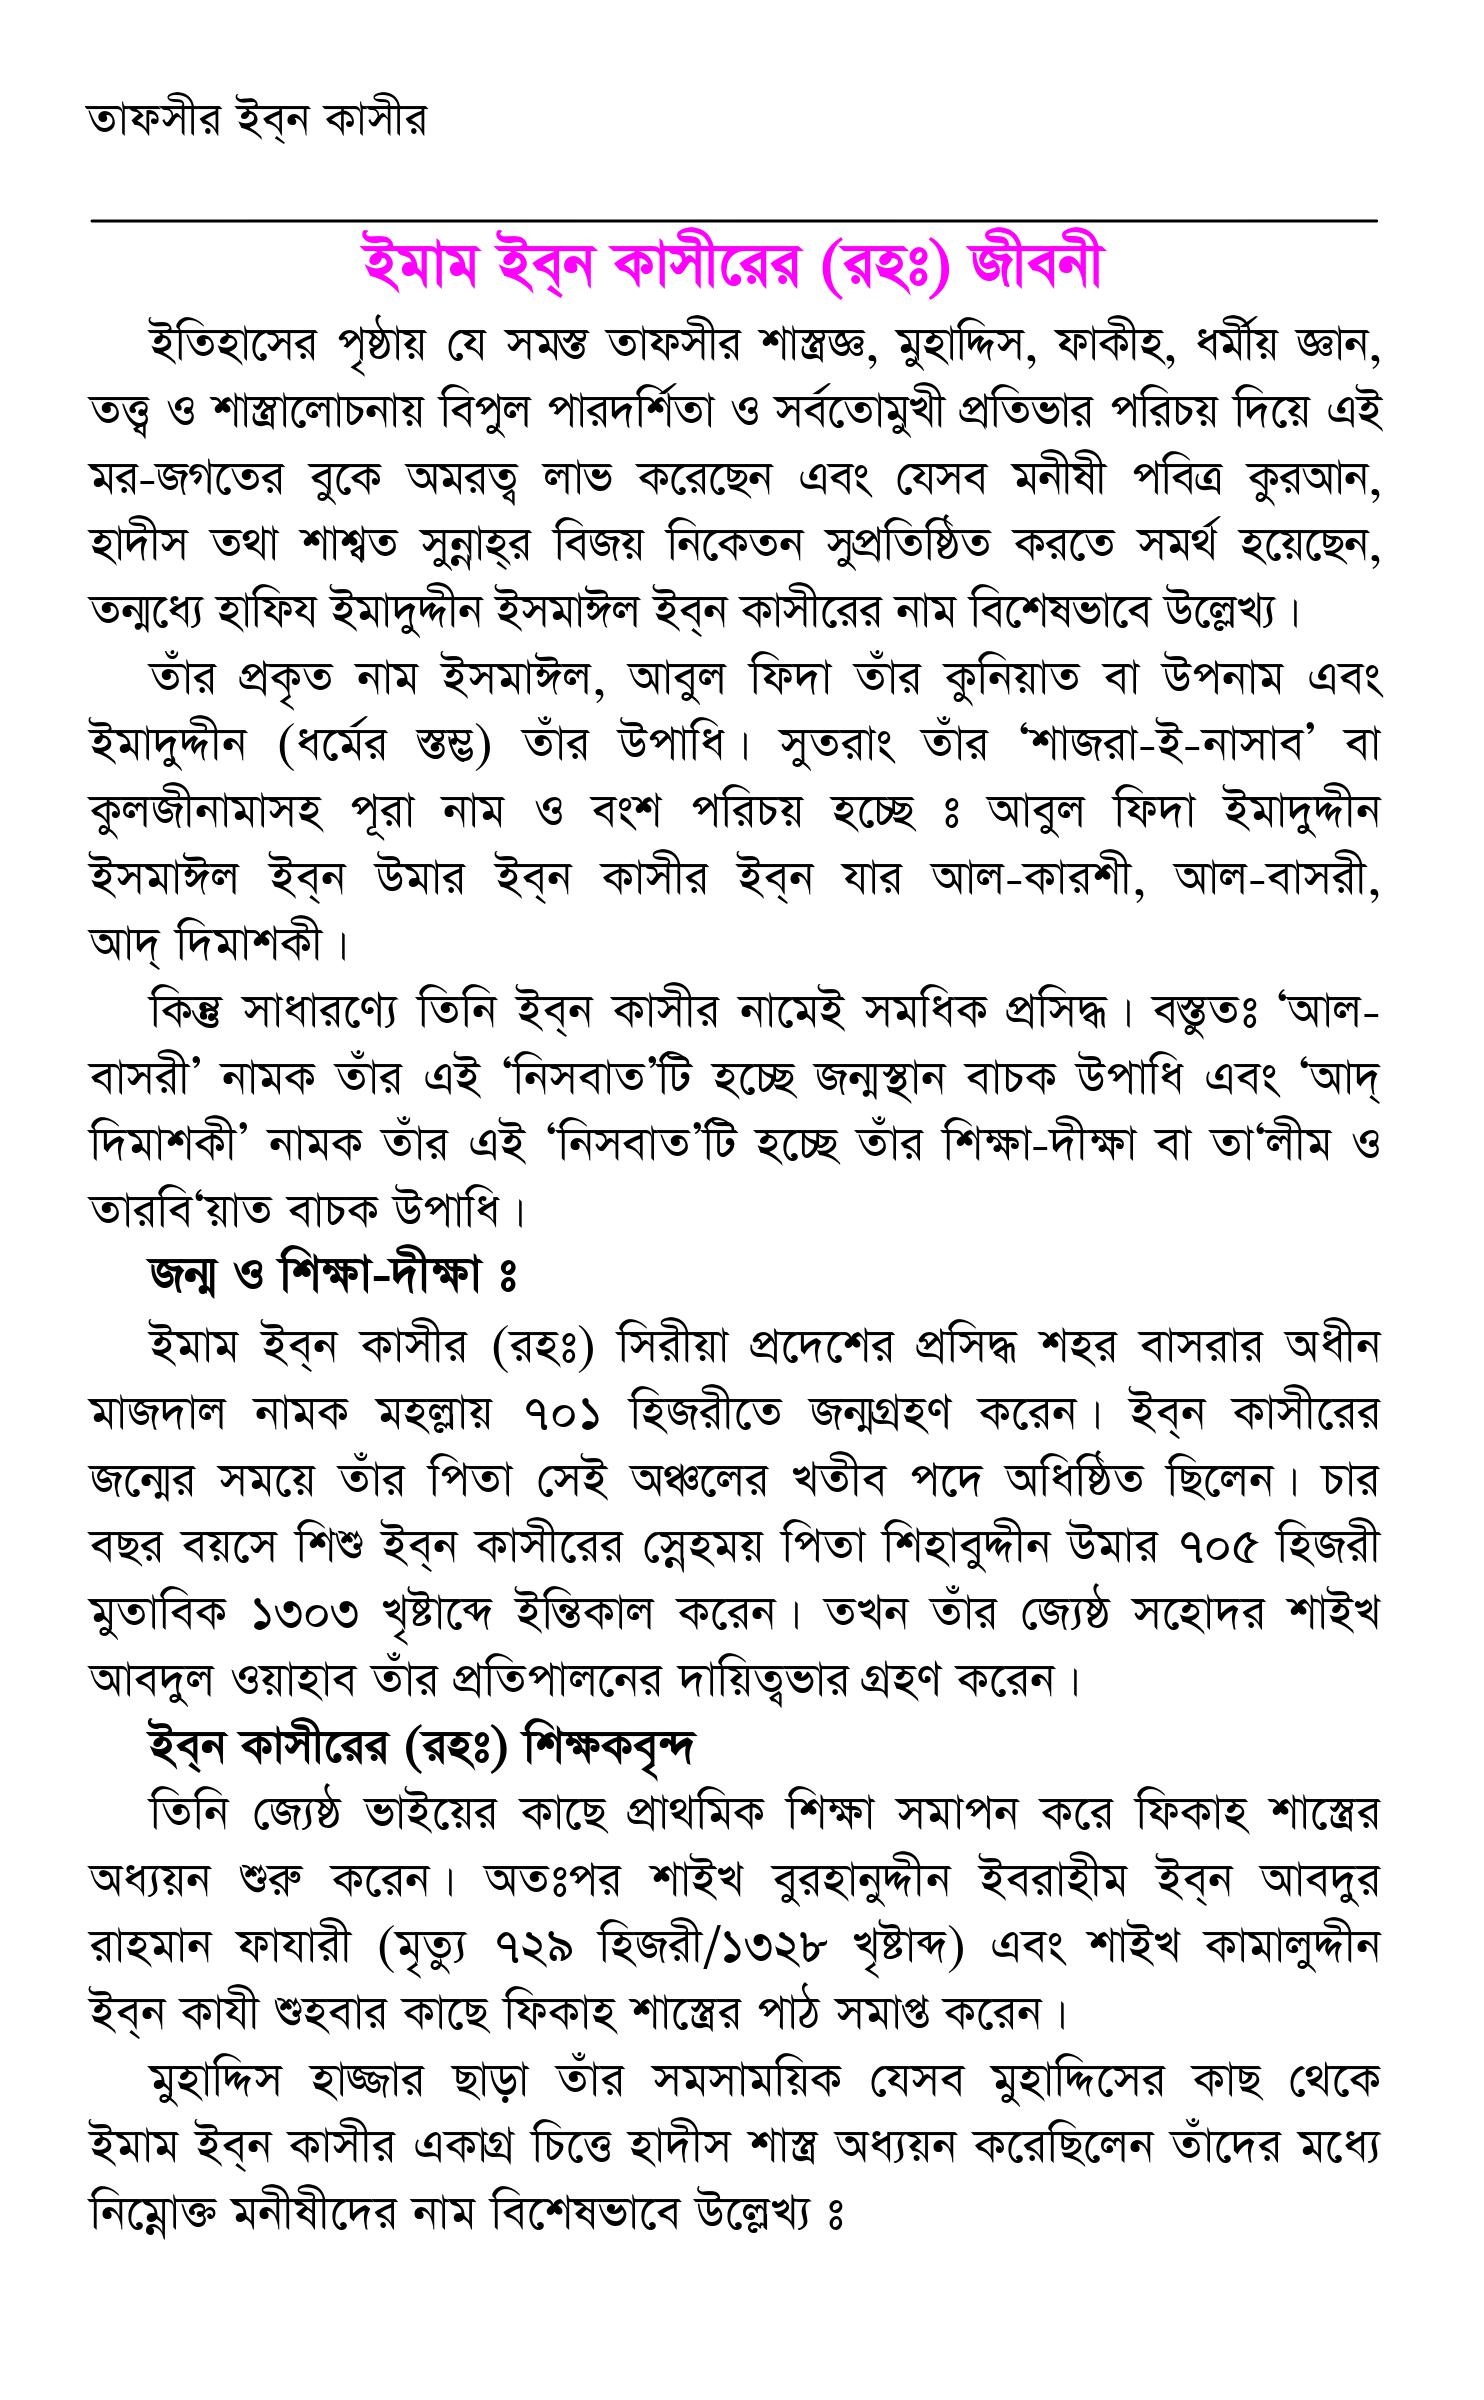 তাফসীর ইব্‌ন কাসীর
ইমাম ইব্‌ন কাসীরের (রহঃ) জীবনী
ইতিহাসের পৃষ্ঠায় যে সমস্ত তাফসীর শাস্ত্রজ্ঞ, মুহাদ্দিস, ফাকীহ, ধর্মীয় জ্ঞান,
তত্ত্ব ও শাস্ত্রালোচনায় বিপুল পারদর্শিতা ও সর্বতোমুখী প্রতিভার পরিচয় দিয়ে এই
মর-জগতের বুকে অমরত্ব লাভ করেছেন এবং যেসব মনীষী পবিত্র কুরআন,
হাদীস তথা শাশ্বত সুন্নাহ্‌র বিজয় নিকেতন সুপ্রতিষ্ঠিত করতে সমর্থ হয়েছেন,
তন্মধ্যে হাফিয ইমাদুদ্দীন ইসমাঈল ইব্‌ন কাসীরের নাম বিশেষভাবে উল্লেখ্য।
তাঁর প্রকৃত নাম ইসমাঈল, আবুল ফিদা তাঁর কুনিয়াত বা উপনাম এবং
ইমাদুদ্দীন (ধর্মের স্তম্ভ) তাঁর উপাধি। সুতরাং তাঁর ‘শাজরা-ই-নাসাব’ বা
কুলজীনামাসহ পূরা নাম ও বংশ পরিচয় হচ্ছে ঃ আবুল ফিদা ইমাদুদ্দীন
ইসমাঈল ইব্‌ন উমার ইব্‌ন কাসীর ইব্‌ন যার আল-কারশী, আল-বাসরী,
আদ্ দিমাশকী।
কিন্তু সাধারণ্যে তিনি ইব্‌ন কাসীর নামেই সমধিক প্রসিদ্ধ। বস্তুতঃ ‘আল-
বাসরী’ নামক তাঁর এই ‘নিসবাত’টি হচ্ছে জন্মস্থান বাচক উপাধি এবং ‘আদ্
দিমাশকী’ নামক তাঁর এই ‘নিসবাত’টি হচ্ছে তাঁর শিক্ষা-দীক্ষা বা তা‘লীম ও
তারবি‘য়াত বাচক উপাধি।
জন্ম ও শিক্ষা-দীক্ষা ঃ
ইমাম ইব্‌ন কাসীর (রহঃ) সিরীয়া প্রদেশের প্রসিদ্ধ শহর বাসরার অধীন
মাজদাল নামক মহল্লায় ৭০১ হিজরীতে জন্মগ্রহণ করেন। ইব্‌ন কাসীরের
জন্মের সময়ে তাঁর পিতা সেই অঞ্চলের খতীব পদে অধিষ্ঠিত ছিলেন। চার
বছর বয়সে শিশু ইব্‌ন কাসীরের স্নেহময় পিতা শিহাবুদ্দীন উমার ৭০৫ হিজরী
মুতাবিক ১৩০৩ খৃষ্টাব্দে ইন্তিকাল করেন। তখন তাঁর জ্যেষ্ঠ সহোদর শাইখ
আবদুল ওয়াহাব তাঁর প্রতিপালনের দায়িত্বভার গ্রহণ করেন।
ইব্‌ন কাসীরের (রহঃ) শিক্ষকবৃন্দ
তিনি জ্যেষ্ঠ ভাইয়ের কাছে প্রাথমিক শিক্ষা সমাপন করে ফিকাহ শাস্ত্রের
অধ্যয়ন শুরু করেন। অতঃপর শাইখ বুরহানুদ্দীন ইবরাহীম ইব্‌ন আবদুর
রাহমান ফাযারী (মৃত্যু ৭২৯ হিজরী/১৩২৮ খৃষ্টাব্দ) এবং শাইখ কামালুদ্দীন
ইব্‌ন কাযী শুহবার কাছে ফিকাহ শাস্ত্রের পাঠ সমাপ্ত করেন।
মুহাদ্দিস হাজ্জার ছাড়া তাঁর সমসাময়িক যেসব মুহাদ্দিসের কাছ থেকে
ইমাম ইব্‌ন কাসীর একাগ্র চিত্তে হাদীস শাস্ত্র অধ্যয়ন করেছিলেন তাঁদের মধ্যে
নিম্নোক্ত মনীষীদের নাম বিশেষভাবে উল্লেখ্য ঃ